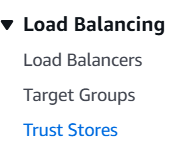 Load Balancing
Load Balancers
Target Groups
Trust Stores